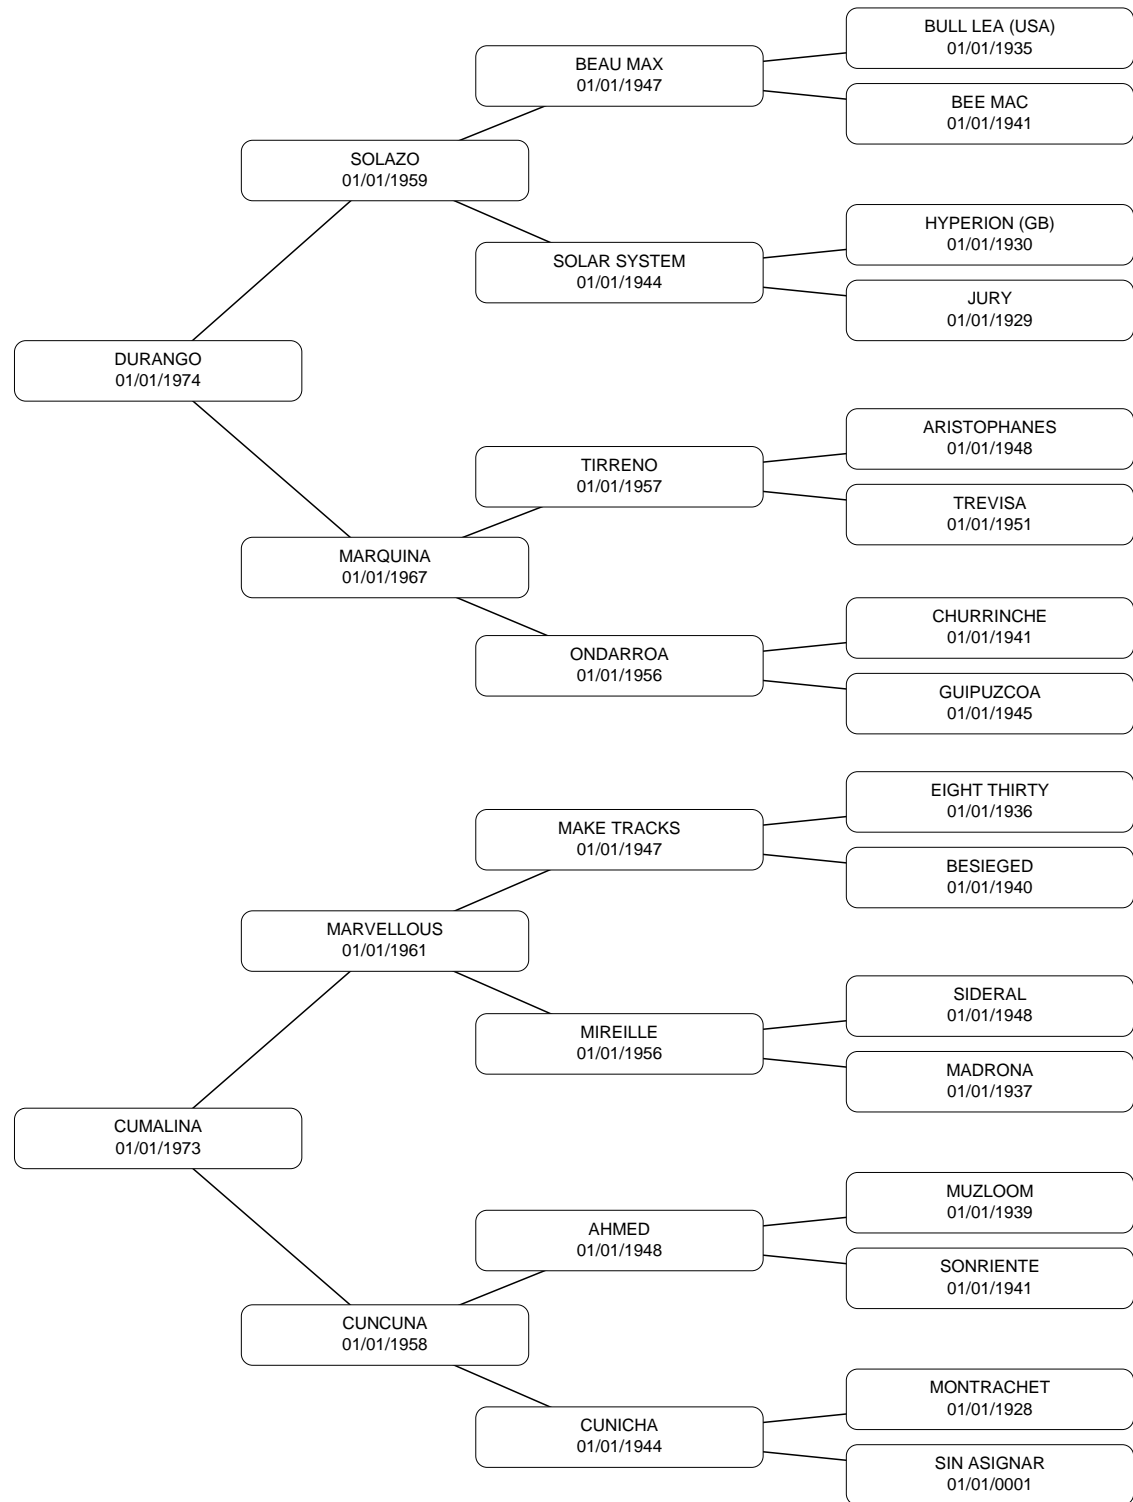 BULL LEA (USA)
01/01/1935
BEAU MAX
01/01/1947
BEE MAC
01/01/1941
SOLAZO
01/01/1959
HYPERION (GB)
01/01/1930
SOLAR SYSTEM
01/01/1944
JURY
01/01/1929
DURANGO
01/01/1974
ARISTOPHANES
01/01/1948
TIRRENO
01/01/1957
TREVISA
01/01/1951
MARQUINA
01/01/1967
CHURRINCHE
01/01/1941
ONDARROA
01/01/1956
GUIPUZCOA
01/01/1945
EIGHT THIRTY
01/01/1936
MAKE TRACKS
01/01/1947
BESIEGED
01/01/1940
MARVELLOUS
01/01/1961
SIDERAL
01/01/1948
MIREILLE
01/01/1956
MADRONA
01/01/1937
CUMALINA
01/01/1973
MUZLOOM
01/01/1939
AHMED
01/01/1948
SONRIENTE
01/01/1941
CUNCUNA
01/01/1958
MONTRACHET
01/01/1928
CUNICHA
01/01/1944
SIN ASIGNAR
01/01/0001